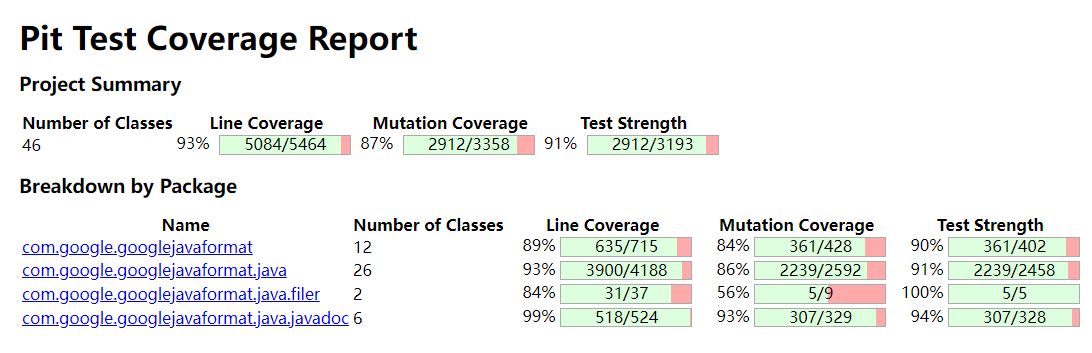 Pit Test Coverage Report
Project Summary
Number of Classes Line Coverage Mutation Coverage Test Strength
46 93% 5084/5464 87% 2912/3358 91% 2912/3193
Breakdown by Package
Name Number of Classes Line Coverage Mutation Coverage Test Strength
com.google.googlejavaformat 12 89% 635/715 84% 361/428 90% 361/402
com.google.googlejavaformat.java 26 93% 3900/4188 86% 2239/2592 91% 2239/2458
com.google.googlejavaformat.java.filer 2 84% 31/37 56% 5/9 100% 5/5
com.google.googlejavaformat.java.javadoc 6 99% 518/524 93% 307/329 94% 307/328